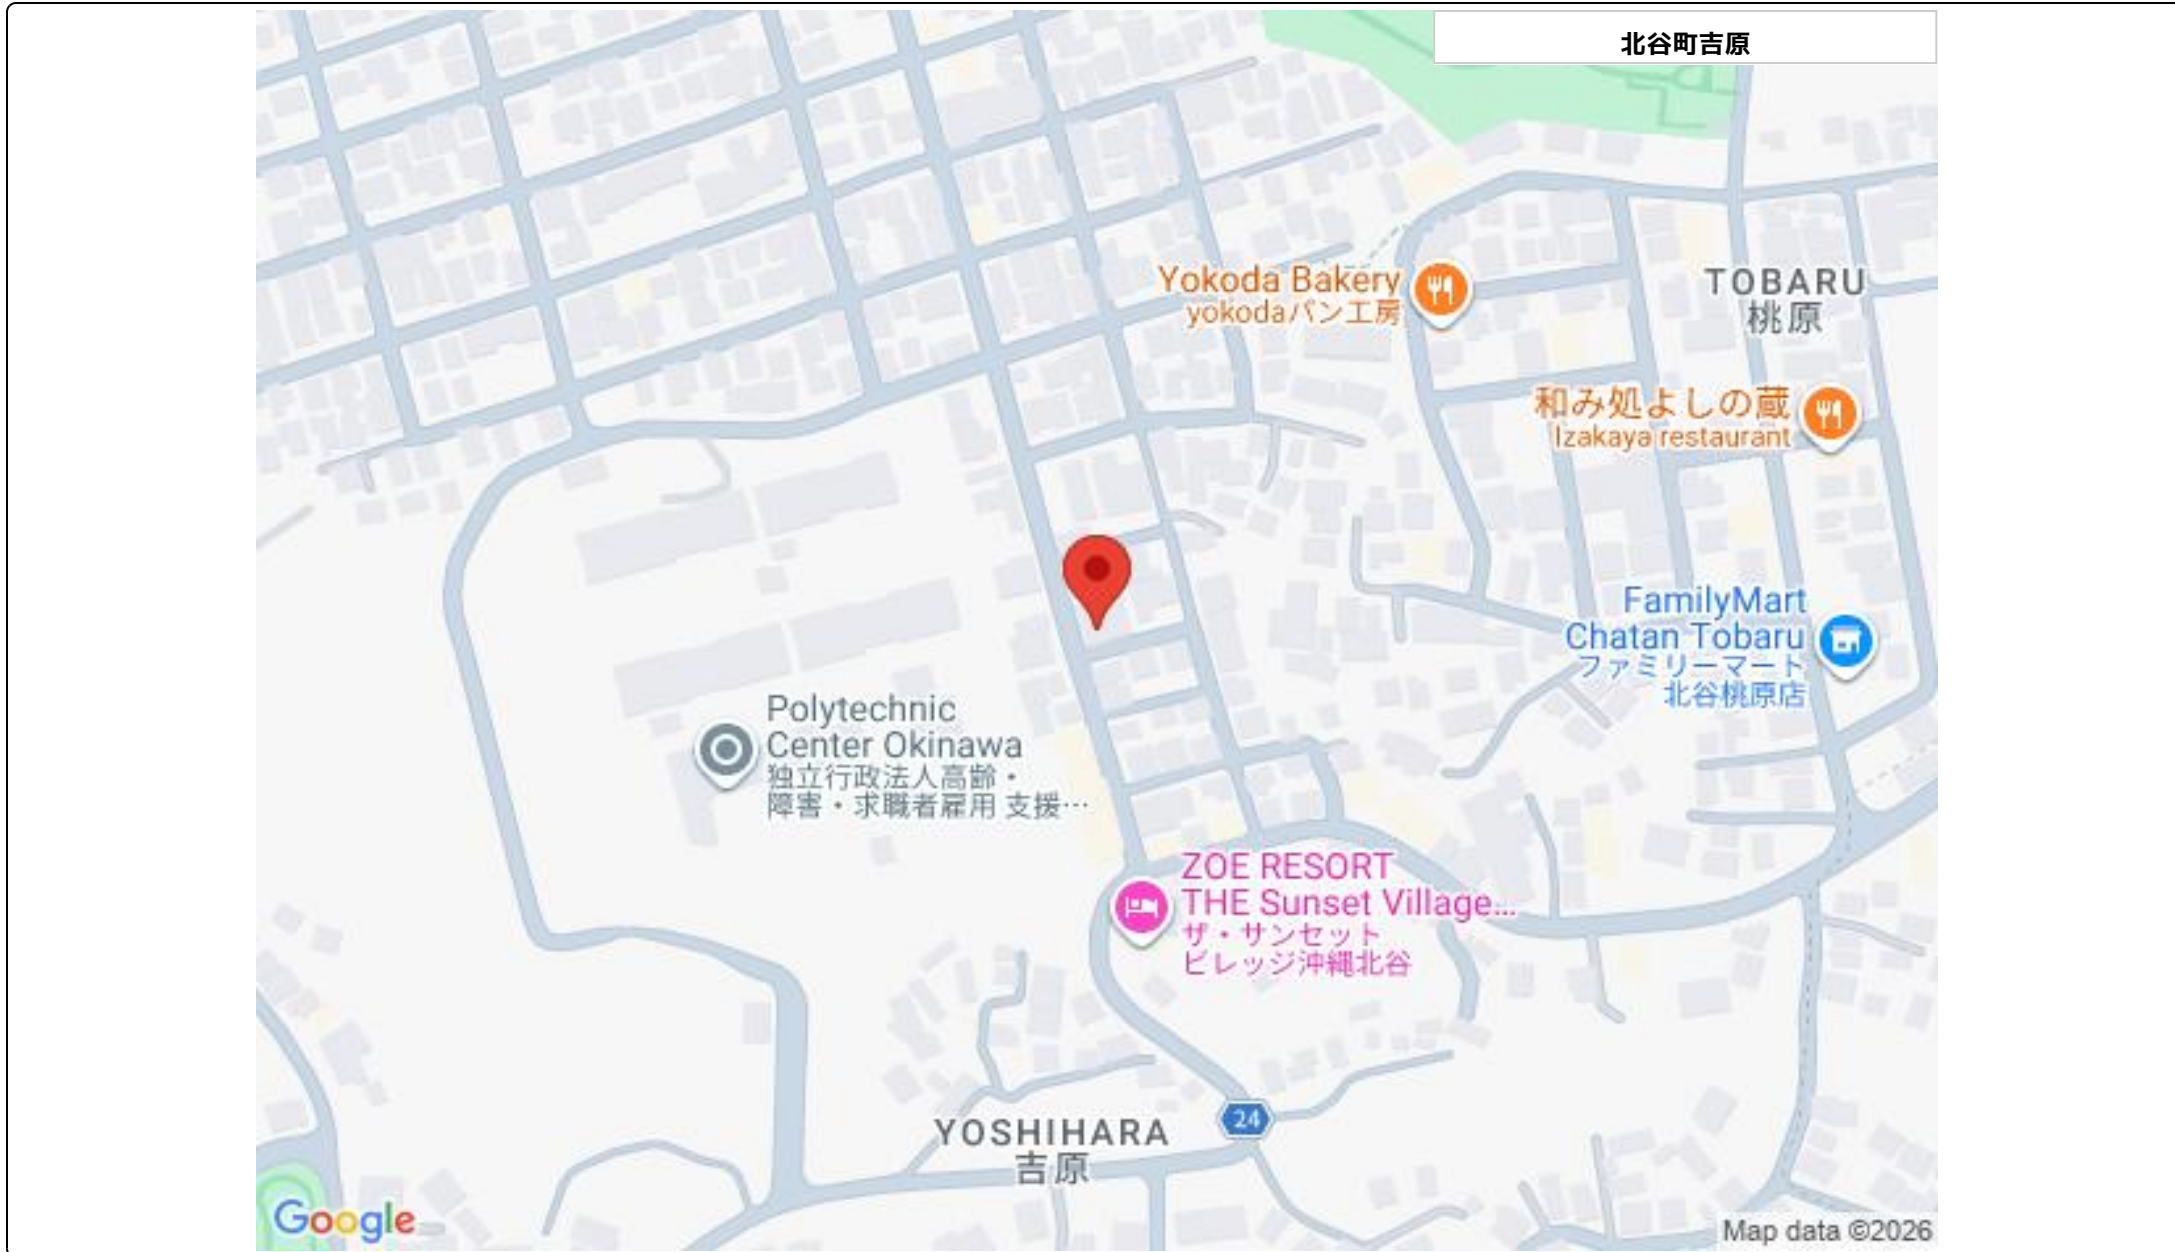 北谷町吉原
Yokoda Bakery
yokodaパン工房
TOBARU
桃原
和み処よしの蔵
Izakaya restaurant
FamilyMart
Chatan Tobaru
ファミリーマート
北谷桃原店
Polytechnic
Center Okinawa
独立行政法人高齢・
障害・求職者雇用 支援…
ZOE RESORT
THE Sunset Village...
ザ・サンセット
ビレッジ沖縄北谷
24
YOSHIHARA
吉原
Google
Map data ©2026